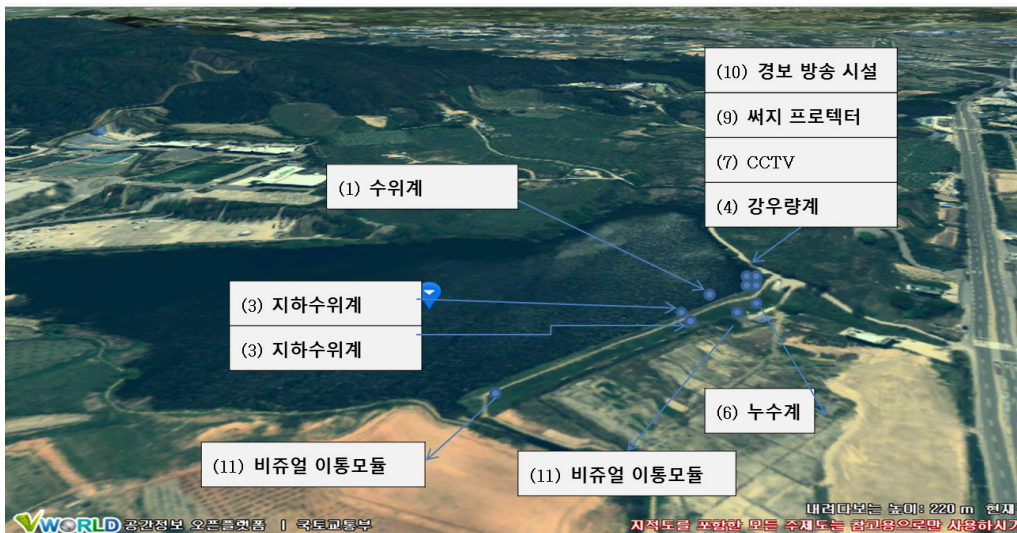 (10) 경보 방송 시설
(9) 써지 프로텍터
(7) CCTV
(4) 강우량계
(1) 수위계
(3) 지하수위계
(3) 지하수위계
(6) 누수계
(11) 비쥬얼 이통모듈
(11) 비쥬얼 이통모듈
내려다보는 높이: 220 m 현재
VWORLD 공간정보 오픈플랫폼 | 국토교통부
지적도를 포함한 모든 주제도는 참고용으로만 사용하시기